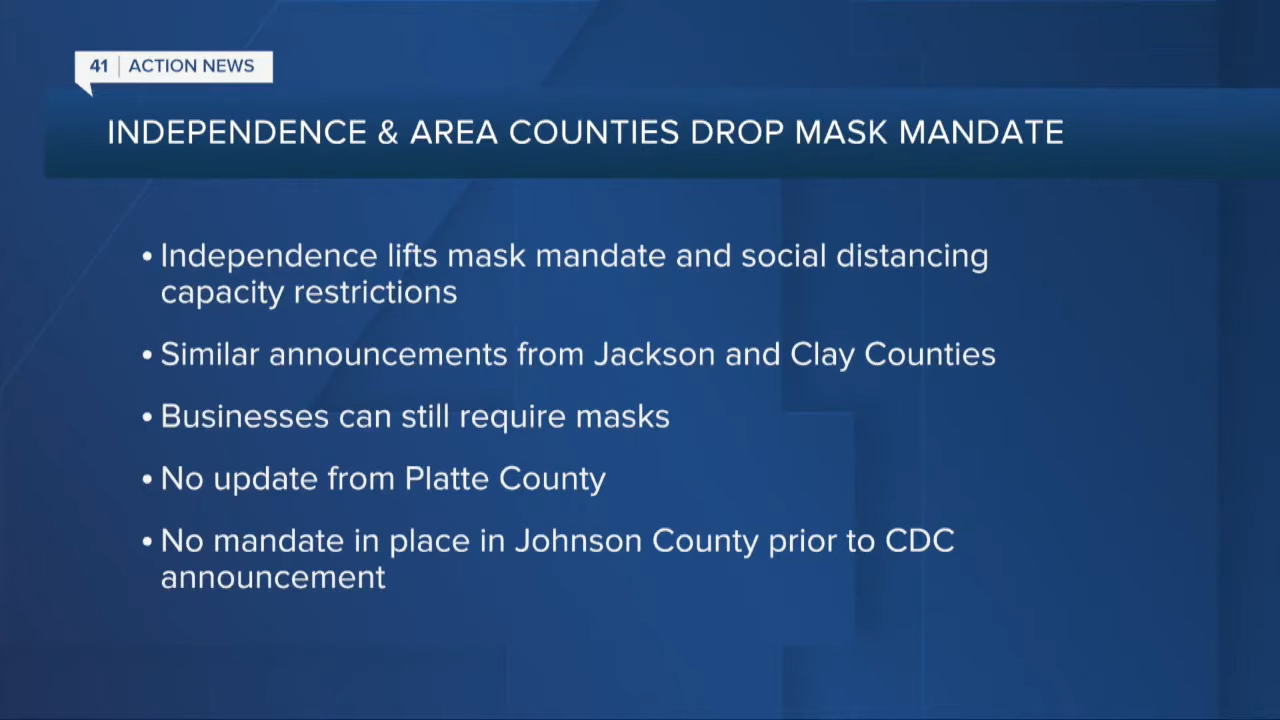 41 | ACTION NEWS
INDEPENDENCE & AREA COUNTIES DROP MASK MANDATE
• Independence lifts mask mandate and social distancing
capacity restrictions
• Similar announcements from Jackson and Clay Counties
• Businesses can still require masks
• No update from Platte County
• No mandate in place in Johnson County prior to CDC
announcement